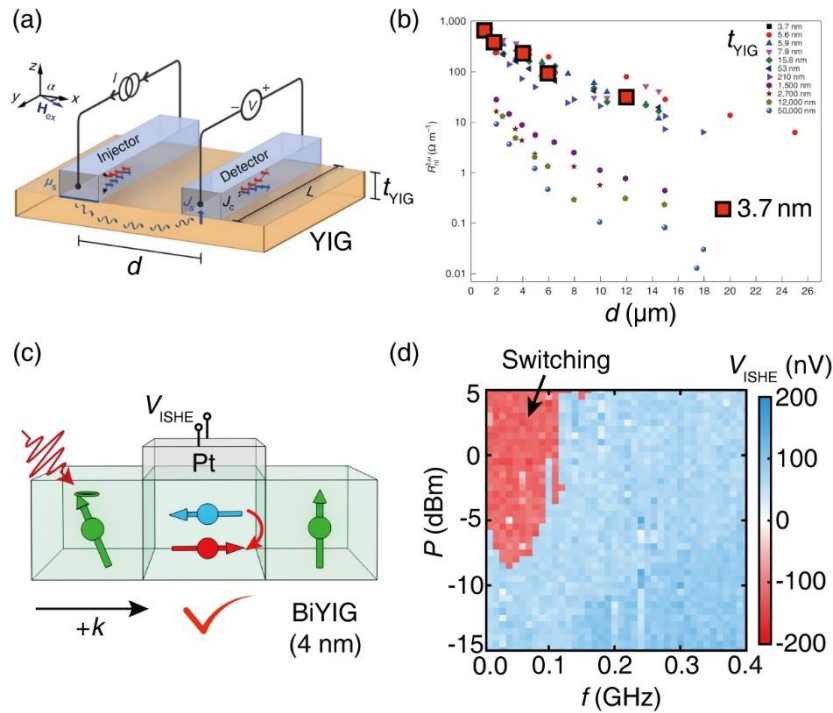 (a)
z
y
x
α
H_ex
I
V
−
+
Injector
Detector
μ_s
J_s
J_c
L
t_YIG
d
YIG
(b)
1,000
100
10
1
0.1
0.01
0 2 4 6 8 10 12 14 16 18 20 22 24 26
d (μm)
t_YIG
3.7 nm
5.6 nm
5.9 nm
7.9 nm
15.8 nm
53 nm
210 nm
1,500 nm
2,700 nm
12,000 nm
50,000 nm
3.7 nm
(c)
V_ISHE
Pt
+k
BiYIG
(4 nm)
(d)
Switching
V_ISHE (nV)
P (dBm)
5
0
-5
-10
-15
0.0 0.1 0.2 0.3 0.4
f (GHz)
200
100
0
-100
-200